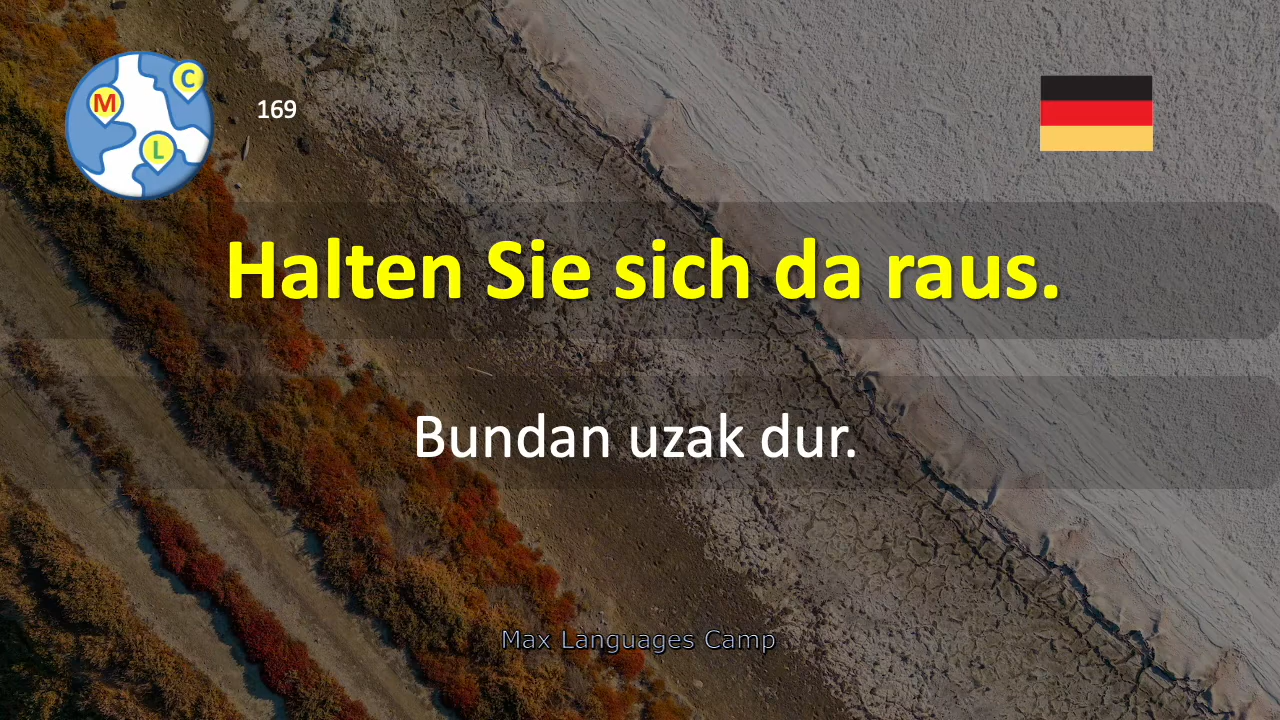 C
M
L
169
Halten Sie sich da raus.
Bundan uzak dur.
Max Languages Camp